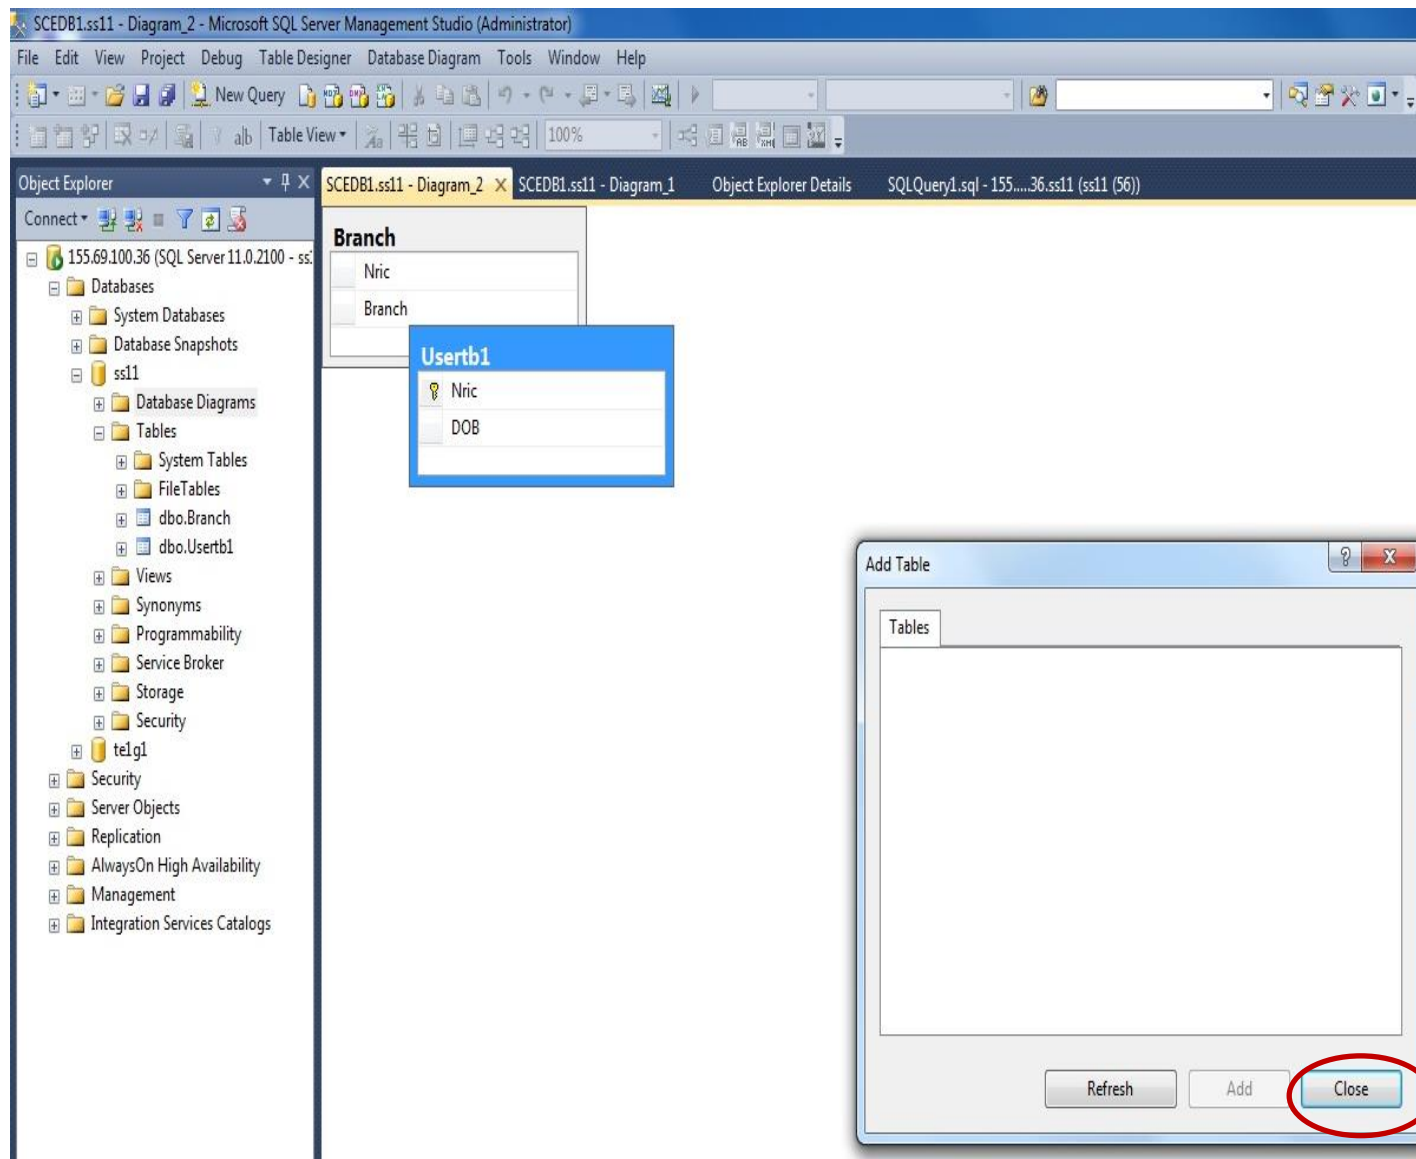 SCEDB1.ss11 - Diagram_2 - Microsoft SQL Server Management Studio (Administrator)
File Edit View Project Debug Table Designer Database Diagram Tools Window Help
New Query
Table View 100%
Object Explorer
SCEDB1.ss11 - Diagram_2 SCEDB1.ss11 - Diagram_1 Object Explorer Details SQLQuery1.sql - 155.....36.ss11 (ss11 (56))
Connect
155.69.100.36 (SQL Server 11.0.2100 - ss
Databases
System Databases
Database Snapshots
ss11
Database Diagrams
Tables
System Tables
FileTables
dbo.Branch
dbo.Usertb1
Views
Synonyms
Programmability
Service Broker
Storage
Security
te1g1
Security
Server Objects
Replication
AlwaysOn High Availability
Management
Integration Services Catalogs
Branch
Nric
Branch
Usertb1
Nric
DOB
Add Table
Tables
Refresh Add Close